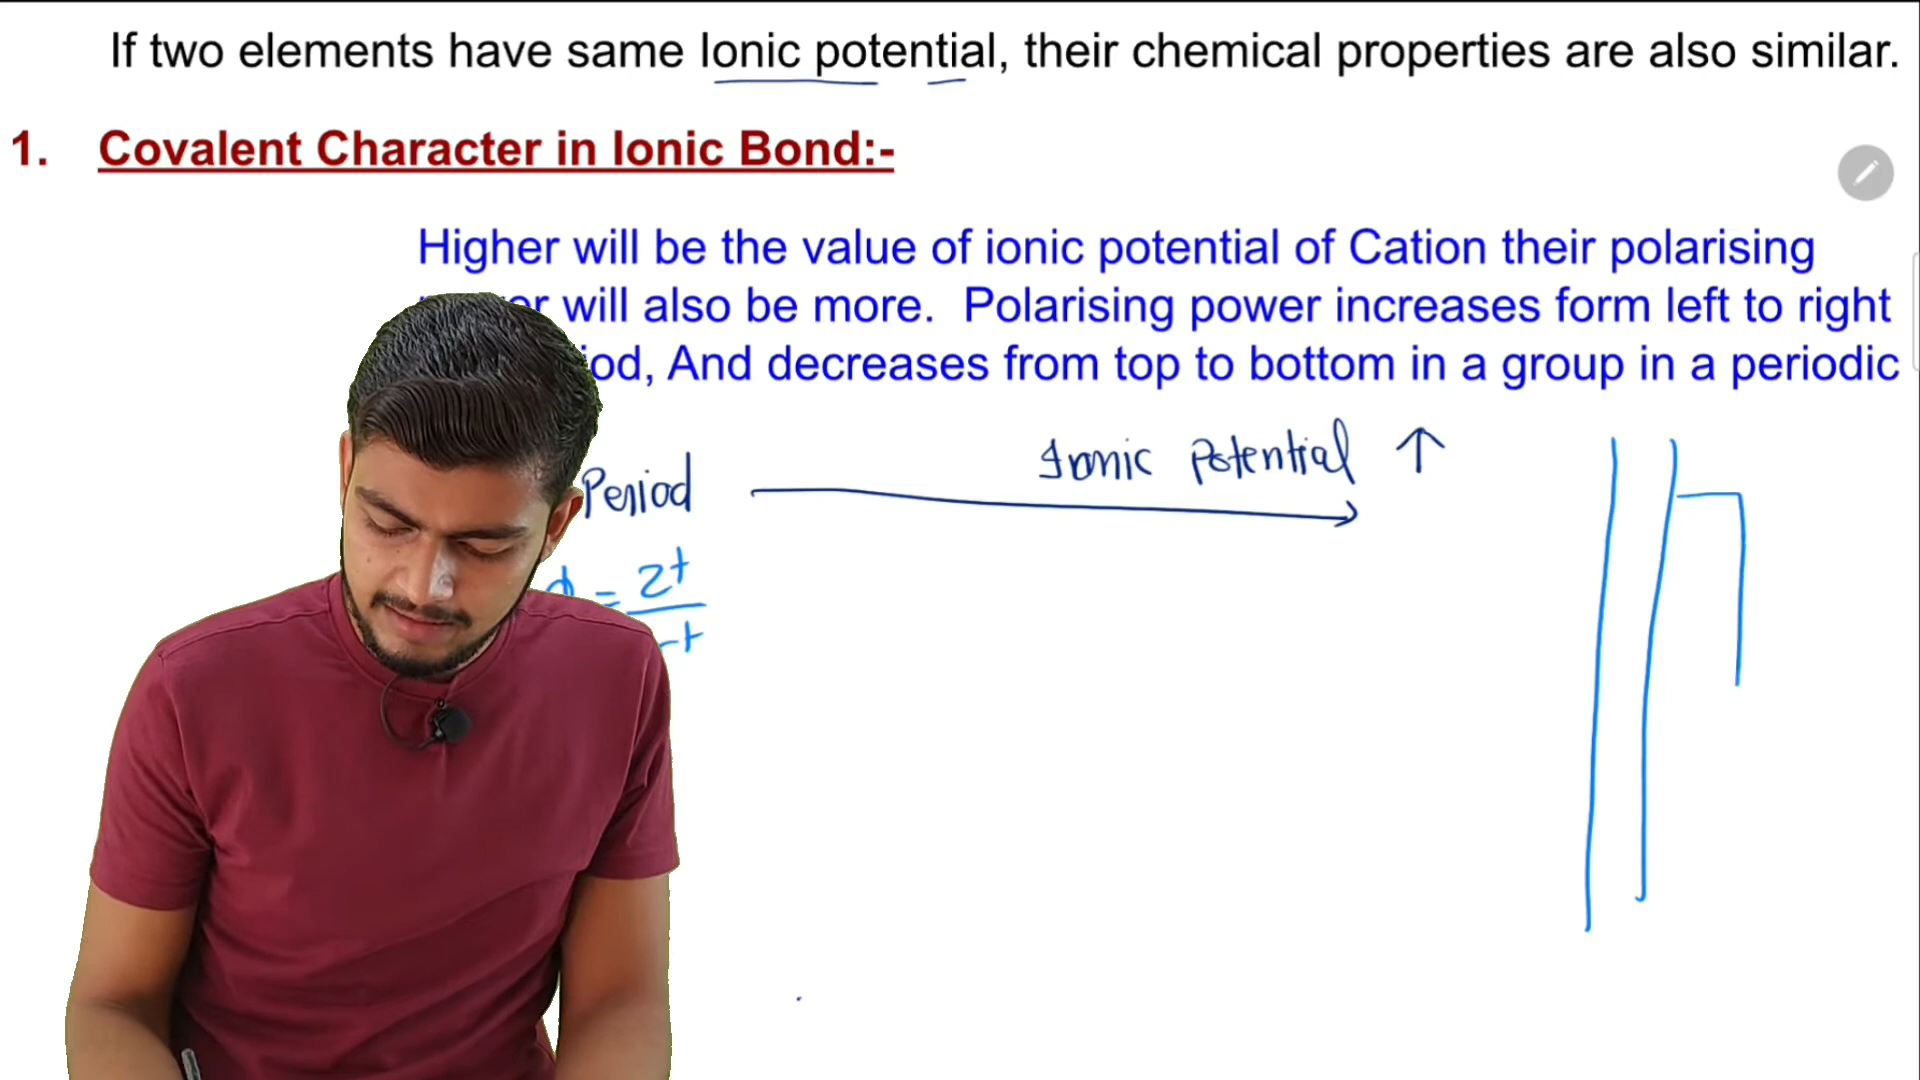 If two elements have same Ionic potential, their chemical properties are also similar.
1. Covalent Character in Ionic Bond:-
Higher will be the value of ionic potential of Cation their polarising
will also be more. Polarising power increases form left to right
And decreases from top to bottom in a group in a periodic
Ionic Potential ↑
Period
= z+